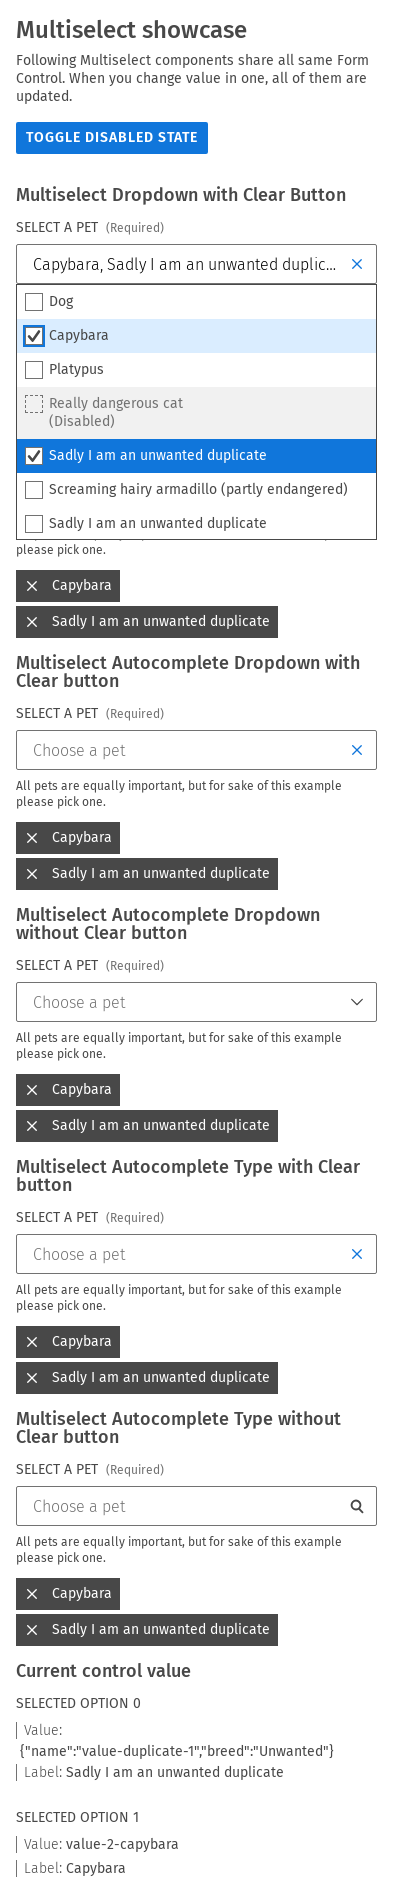 Multiselect showcase
Following Multiselect components share all same Form
Control. When you change value in one, all of them are
updated.
TOGGLE DISABLED STATE
Multiselect Dropdown with Clear Button
SELECT A PET (Required)
Capybara, Sadly I am an unwanted duplic...
Dog
Capybara
Platypus
Really dangerous cat
(Disabled)
Sadly I am an unwanted duplicate
Screaming hairy armadillo (partly endangered)
Sadly I am an unwanted duplicate
please pick one.
Capybara
Sadly I am an unwanted duplicate
Multiselect Autocomplete Dropdown with
Clear button
SELECT A PET (Required)
Choose a pet
All pets are equally important, but for sake of this example
please pick one.
Capybara
Sadly I am an unwanted duplicate
Multiselect Autocomplete Dropdown
without Clear button
SELECT A PET (Required)
Choose a pet
All pets are equally important, but for sake of this example
please pick one.
Capybara
Sadly I am an unwanted duplicate
Multiselect Autocomplete Type with Clear
button
SELECT A PET (Required)
Choose a pet
All pets are equally important, but for sake of this example
please pick one.
Capybara
Sadly I am an unwanted duplicate
Multiselect Autocomplete Type without
Clear button
SELECT A PET (Required)
Choose a pet
All pets are equally important, but for sake of this example
please pick one.
Capybara
Sadly I am an unwanted duplicate
Current control value
SELECTED OPTION 0
Value:
{"name":"value-duplicate-1","breed":"Unwanted"}
Label: Sadly I am an unwanted duplicate
SELECTED OPTION 1
Value: value-2-capybara
Label: Capybara